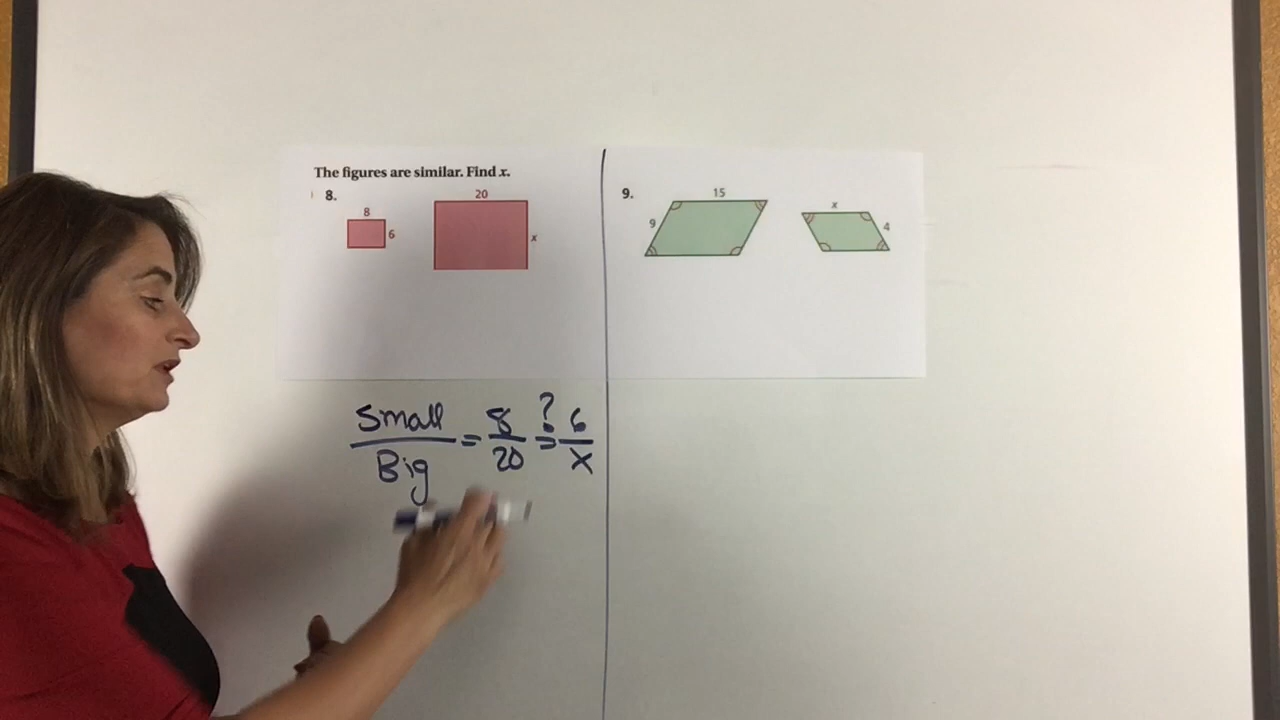 The figures are similar. Find x.
8.
20
8
6
x
9.
15
9
x
4
Small/Big = 8/20 ?= 6/x